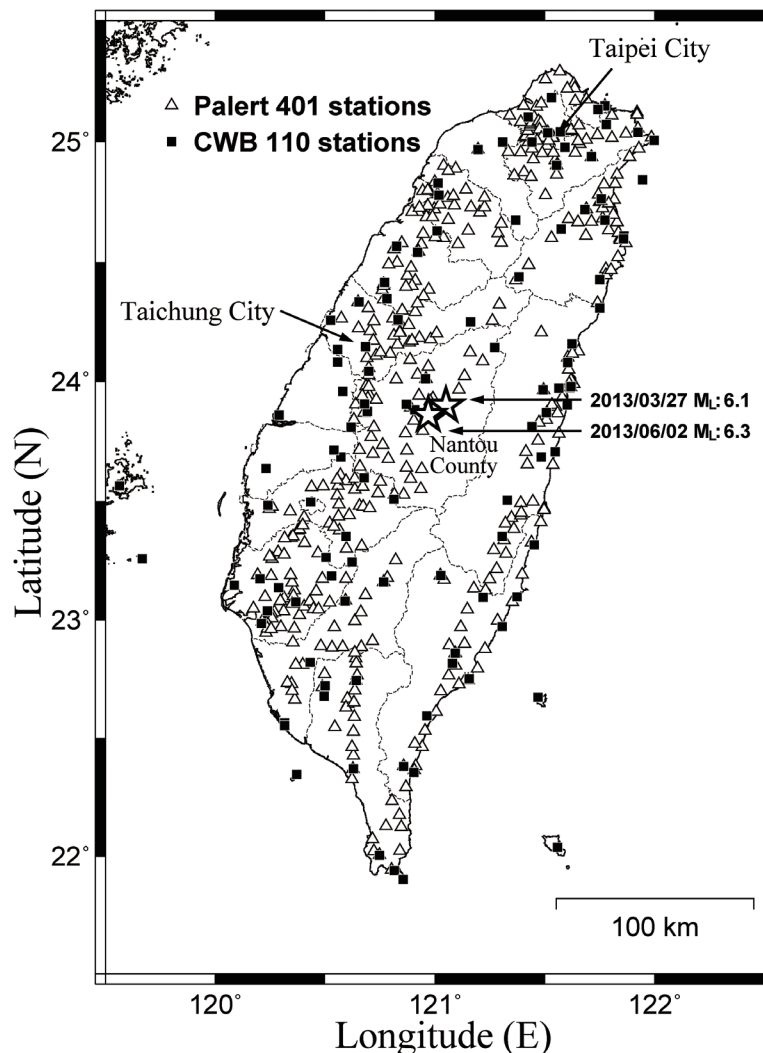 Taipei City
Palert 401 stations
CWB 110 stations
25°
Taichung City
24°
2013/03/27 ML: 6.1
2013/06/02 ML: 6.3
Nantou
County
Latitude (N)
23°
22°
100 km
120°
121°
122°
Longitude (E)